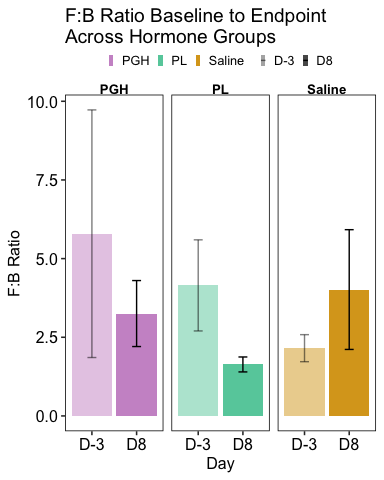 F:B Ratio Baseline to Endpoint
Across Hormone Groups
PGH PL Saline D-3 D8
PGH PL Saline
10.0
7.5
5.0
2.5
0.0
F:B Ratio
D-3 D8 D-3 D8 D-3 D8
Day